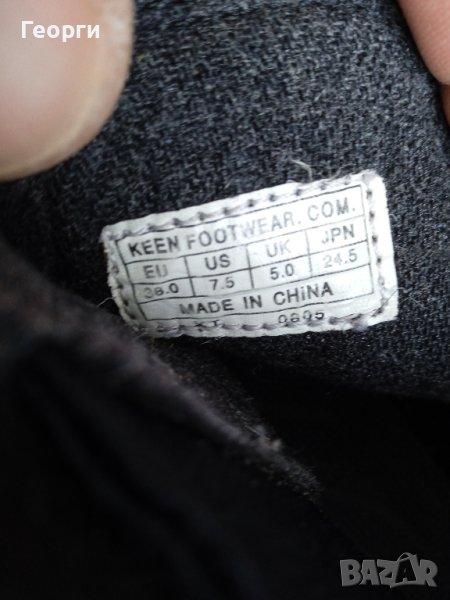 Георги
KEEN FOOTWEAR. COM.
EU US UK JPN
38.0 7.5 5.0 24.5
MADE IN CHiNA
0605
BAZAR